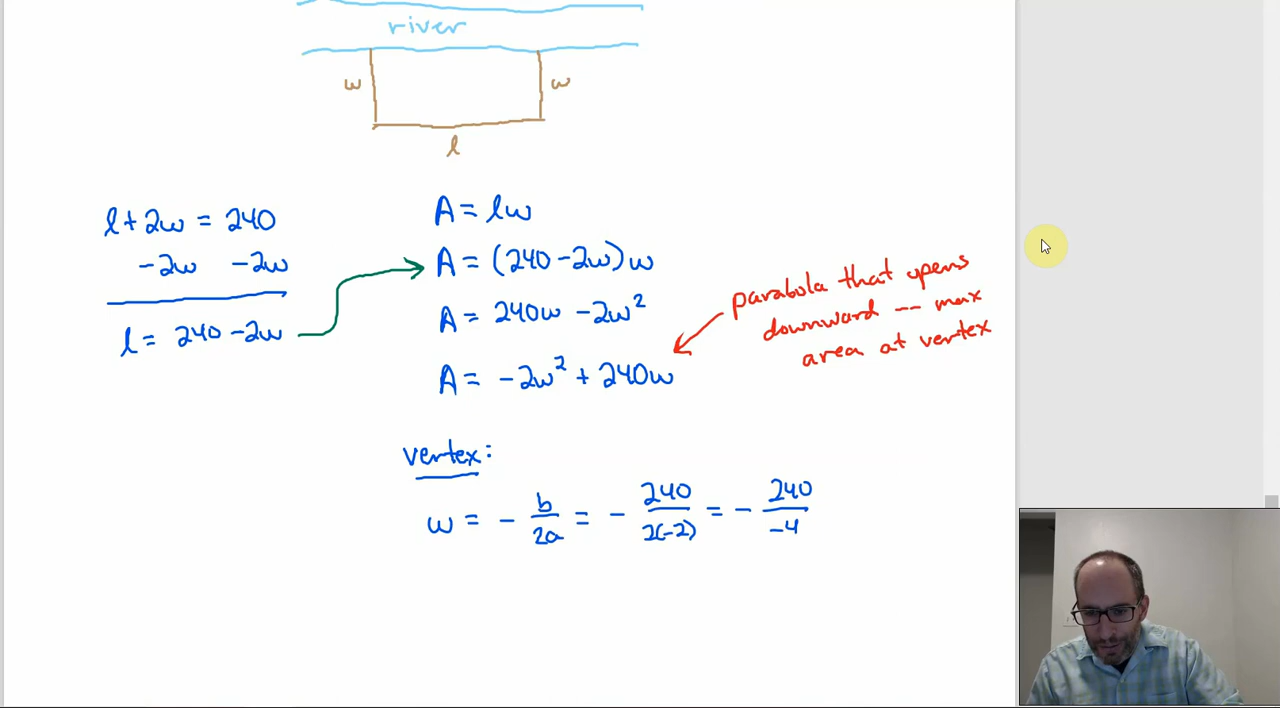 river
w w
l
l + 2w = 240
-2w -2w
l = 240 - 2w
A = lw
A = (240 - 2w)w
A = 240w - 2w²
A = -2w² + 240w
parabola that opens
downward -- max
area at vertex
vertex:
w = - b/2a = - 240/2(-2) = - 240/-4